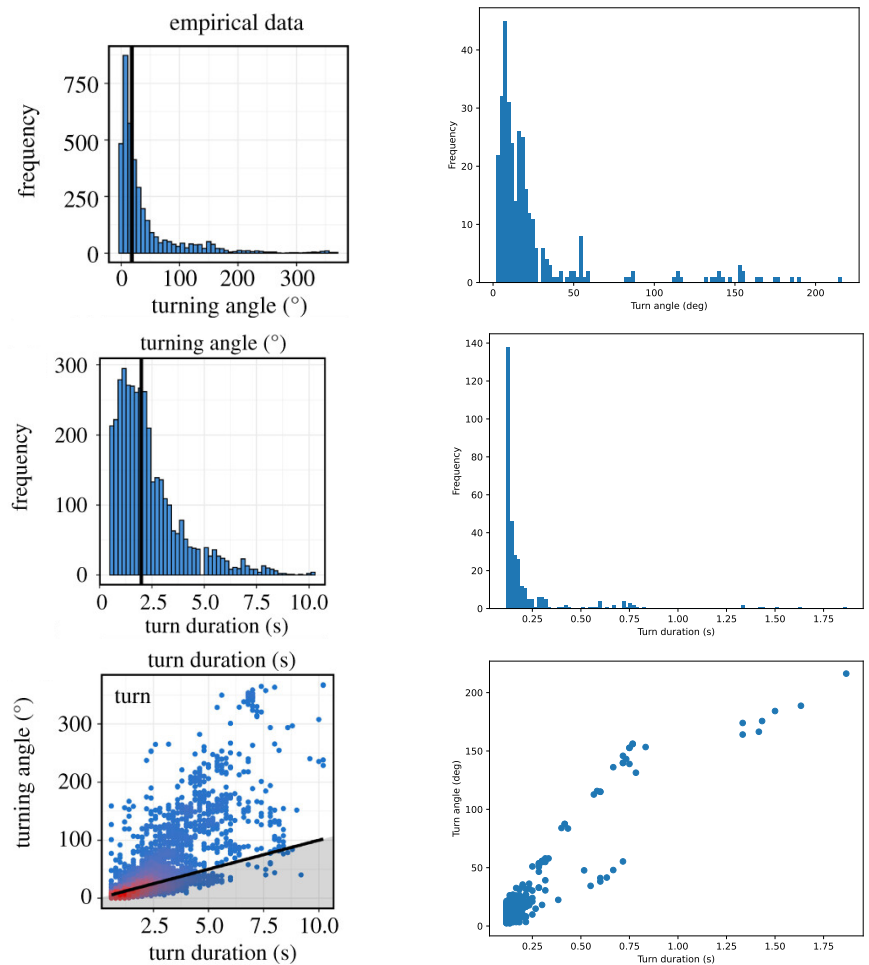 empirical data
750
500
250
0
frequency
0 100 200 300
turning angle (°)
40
30
20
10
0
Frequency
0 50 100 150 200
Turn angle (deg)
turning angle (°)
300
200
100
0
frequency
0 2.5 5.0 7.5 10.0
turn duration (s)
140
120
100
80
60
40
20
0
Frequency
0.25 0.50 0.75 1.00 1.25 1.50 1.75
Turn duration (s)
turn duration (s)
turn
300
200
100
0
turning angle (°)
2.5 5.0 7.5 10.0
turn duration (s)
200
150
100
50
0
Turn angle (deg)
0.25 0.50 0.75 1.00 1.25 1.50 1.75
Turn duration (s)